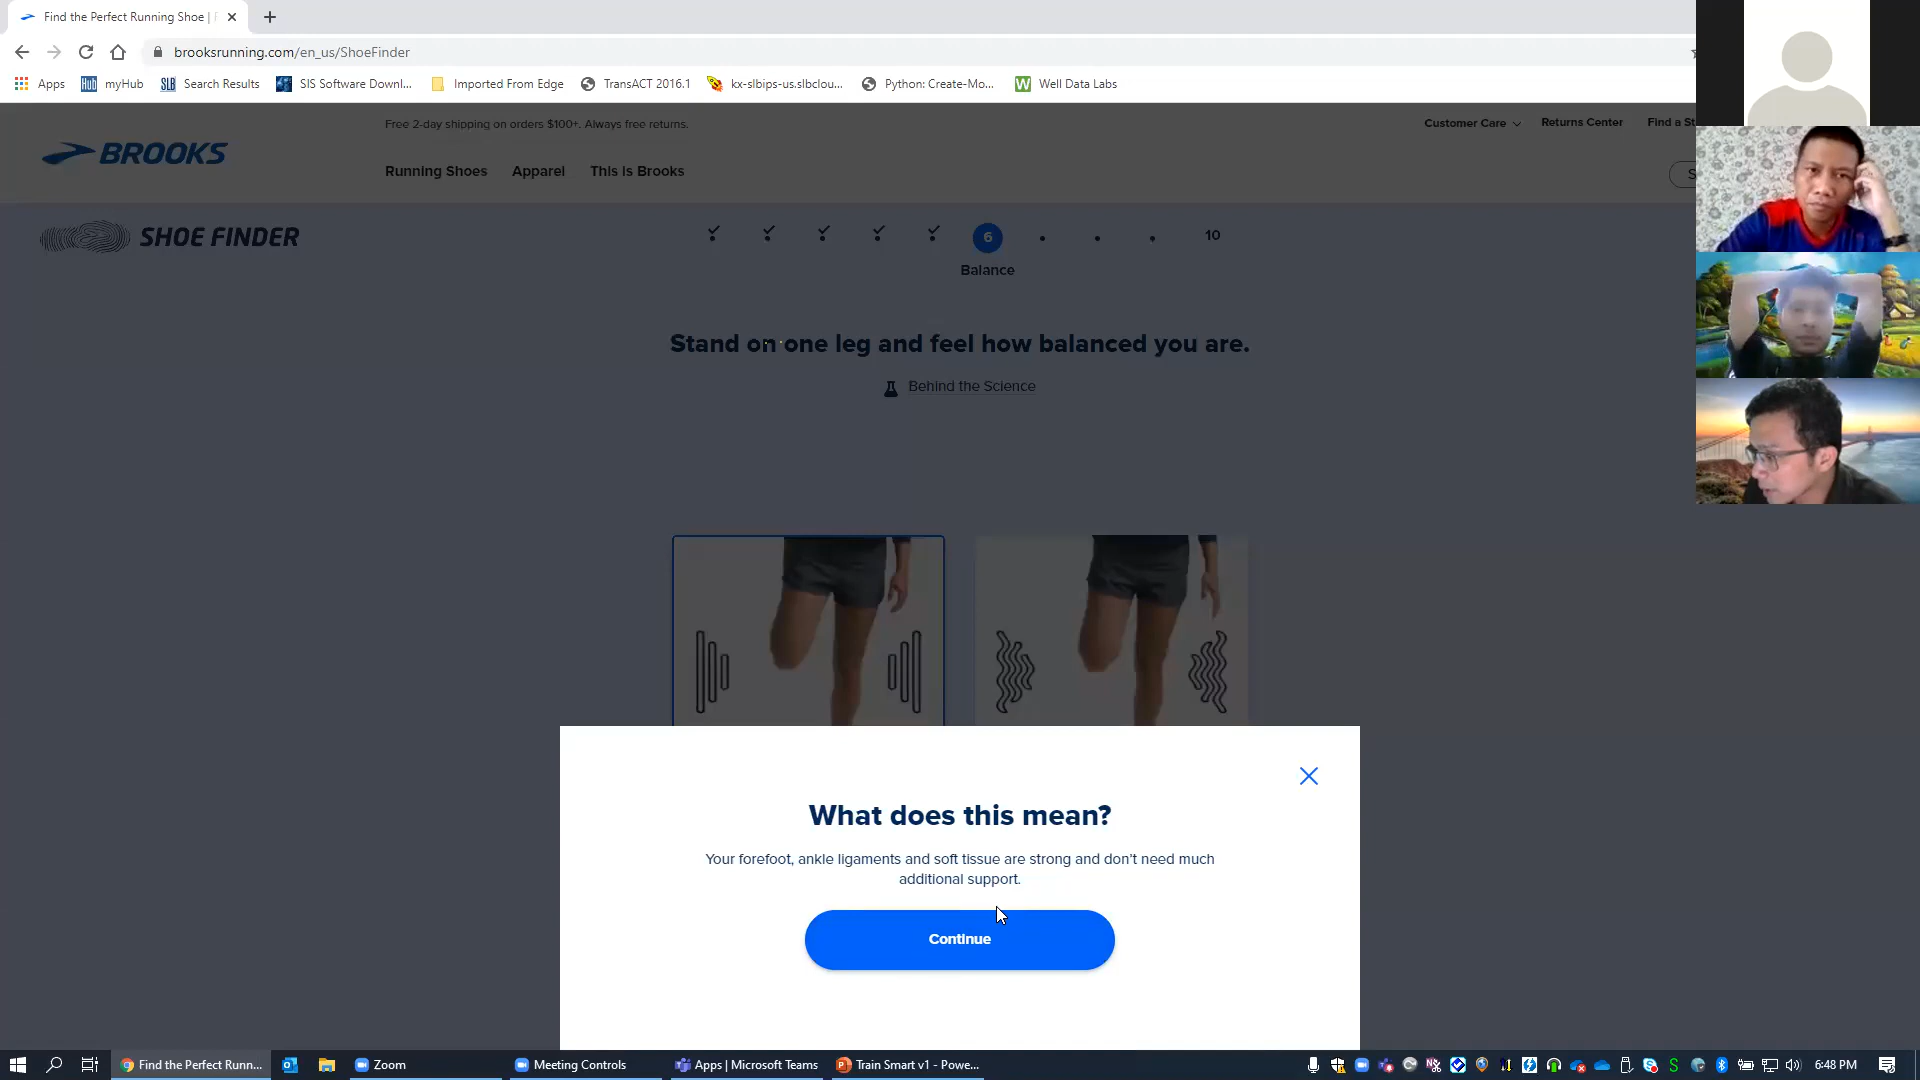 Find the Perfect Running Shoe |
brooksrunning.com/en_us/ShoeFinder
Apps
myHub
SLB Search Results
SIS Software Downl...
Imported From Edge
TransACT 2016.1
kx-slbips-us.slbclou...
Python: Create-Mo...
Well Data Labs
Free 2-day shipping on orders $100+. Always free returns.
Customer Care
Returns Center
Find a St
BROOKS
Running Shoes
Apparel
This is Brooks
S
SHOE FINDER
6
10
Balance
Stand on one leg and feel how balanced you are.
Behind the Science
What does this mean?
Your forefoot, ankle ligaments and soft tissue are strong and don't need much
additional support.
Continue
Find the Perfect Runn...
Zoom
Meeting Controls
Apps | Microsoft Teams
Train Smart v1 - Powe...
6:48 PM